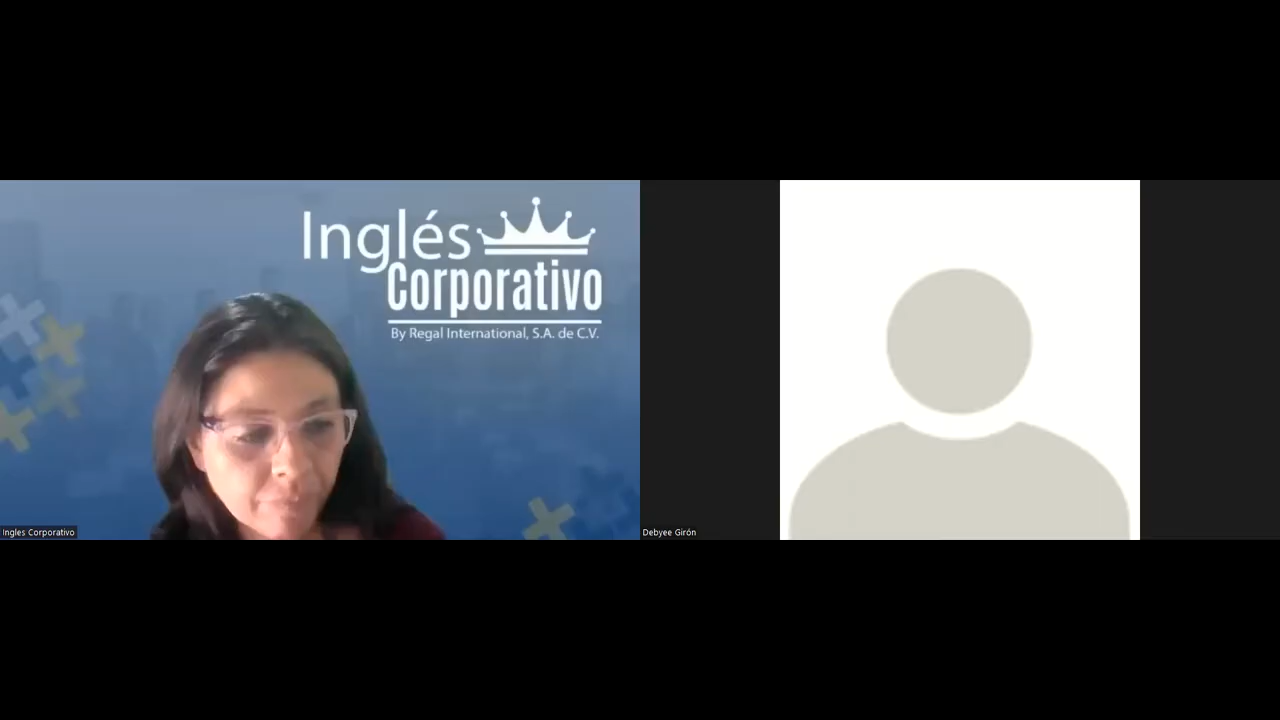 Inglés
Corporativo
By Regal International, S.A. de C.V.
Ingles Corporativo
Debyee Girón